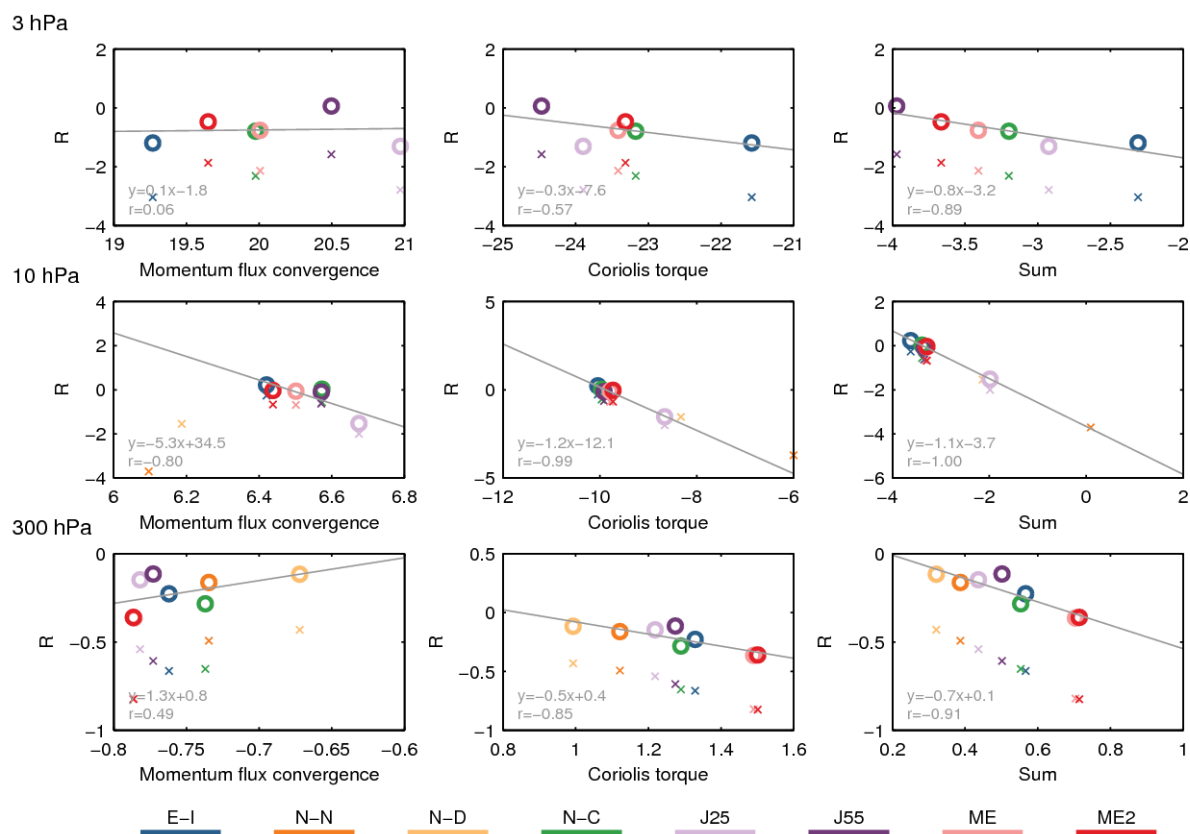 3 hPa
2
0
−2
−4
R
y=0.1x−1.8
r=0.06
19 19.5 20 20.5 21
Momentum flux convergence
2
0
−2
−4
R
y=−0.3x−7.6
r=−0.57
−25 −24 −23 −22 −21
Coriolis torque
2
0
−2
−4
R
y=−0.8x−3.2
r=−0.89
−4 −3.5 −3 −2.5 −2
Sum
10 hPa
4
2
0
−2
−4
R
y=−5.3x+34.5
r=−0.80
6 6.2 6.4 6.6 6.8
Momentum flux convergence
5
0
−5
R
y=−1.2x−12.1
r=−0.99
−12 −10 −8 −6
Coriolis torque
2
0
−2
−4
−6
R
y=−1.1x−3.7
r=−1.00
−4 −2 0 2
Sum
300 hPa
0
−0.5
−1
R
y=1.3x+0.8
r=0.49
−0.8 −0.75 −0.7 −0.65 −0.6
Momentum flux convergence
0.5
0
−0.5
−1
R
y=−0.5x+0.4
r=−0.85
0.8 1 1.2 1.4 1.6
Coriolis torque
0
−0.5
−1
R
y=−0.7x+0.1
r=−0.91
0.2 0.4 0.6 0.8 1
Sum
E−I N−N N−D N−C J25 J55 ME ME2